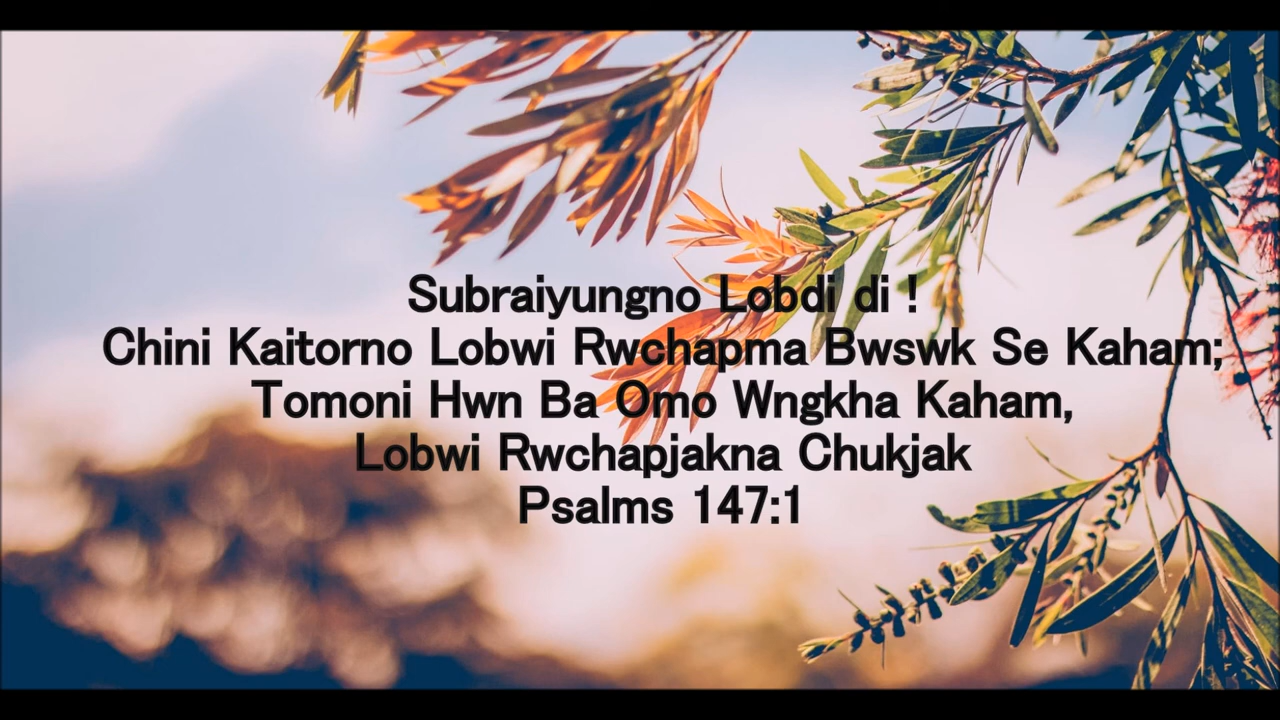 Subraiyungno Lobdi di !
Chini Kaitorno Lobwi Rwchapma Bwswk Se Kaham;
Tomoni Hwn Ba Omo Wngkha Kaham,
Lobwi Rwchapjakna Chukjak
Psalms 147:1